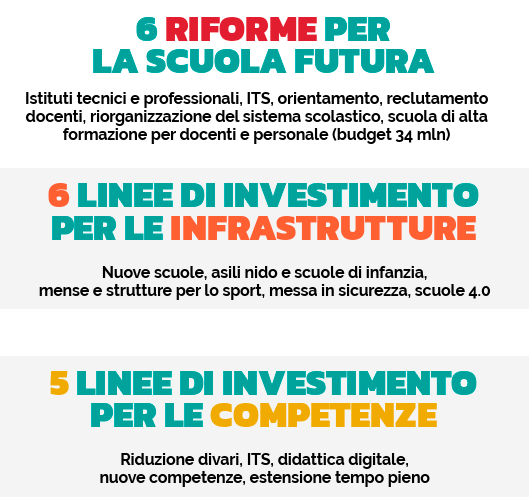 6 RIFORME PER
LA SCUOLA FUTURA
Istituti tecnici e professionali, ITS, orientamento, reclutamento
docenti, riorganizzazione del sistema scolastico, scuola di alta
formazione per docenti e personale (budget 34 mln)
6 LINEE DI INVESTIMENTO
PER LE INFRASTRUTTURE
Nuove scuole, asili nido e scuole di infanzia,
mense e strutture per lo sport, messa in sicurezza, scuole 4.0
5 LINEE DI INVESTIMENTO
PER LE COMPETENZE
Riduzione divari, ITS, didattica digitale,
nuove competenze, estensione tempo pieno